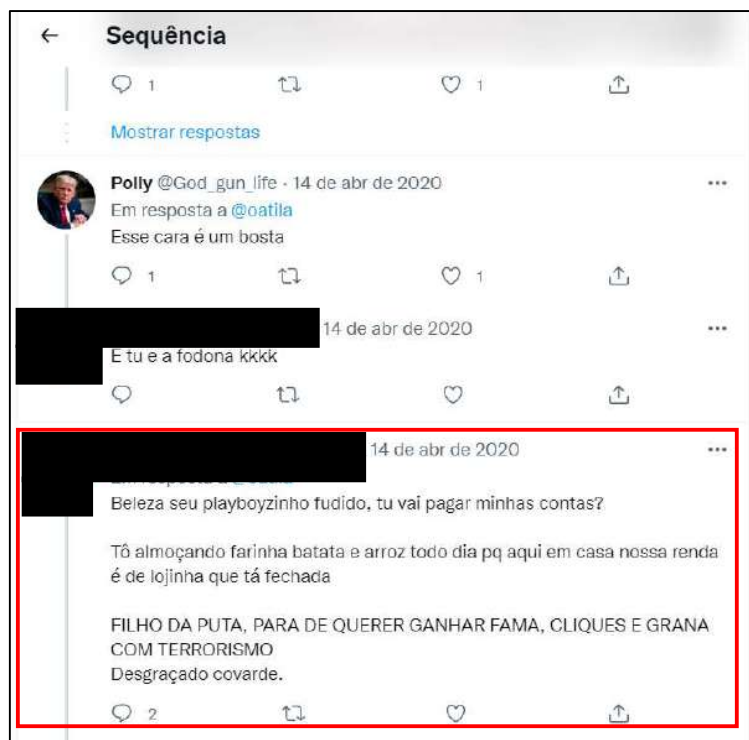 Sequência
1 1
Mostrar respostas
Polly @God_gun_life · 14 de abr de 2020
Em resposta a @oatila
Esse cara é um bosta
1 1
14 de abr de 2020
E tu e a fodona kkkk
14 de abr de 2020
Em resposta a @oatila
Beleza seu playboyzinho fudido, tu vai pagar minhas contas?
Tô almoçando farinha batata e arroz todo dia pq aqui em casa nossa renda
é de lojinha que tá fechada
FILHO DA PUTA, PARA DE QUERER GANHAR FAMA, CLIQUES E GRANA
COM TERRORISMO
Desgraçado covarde.
2